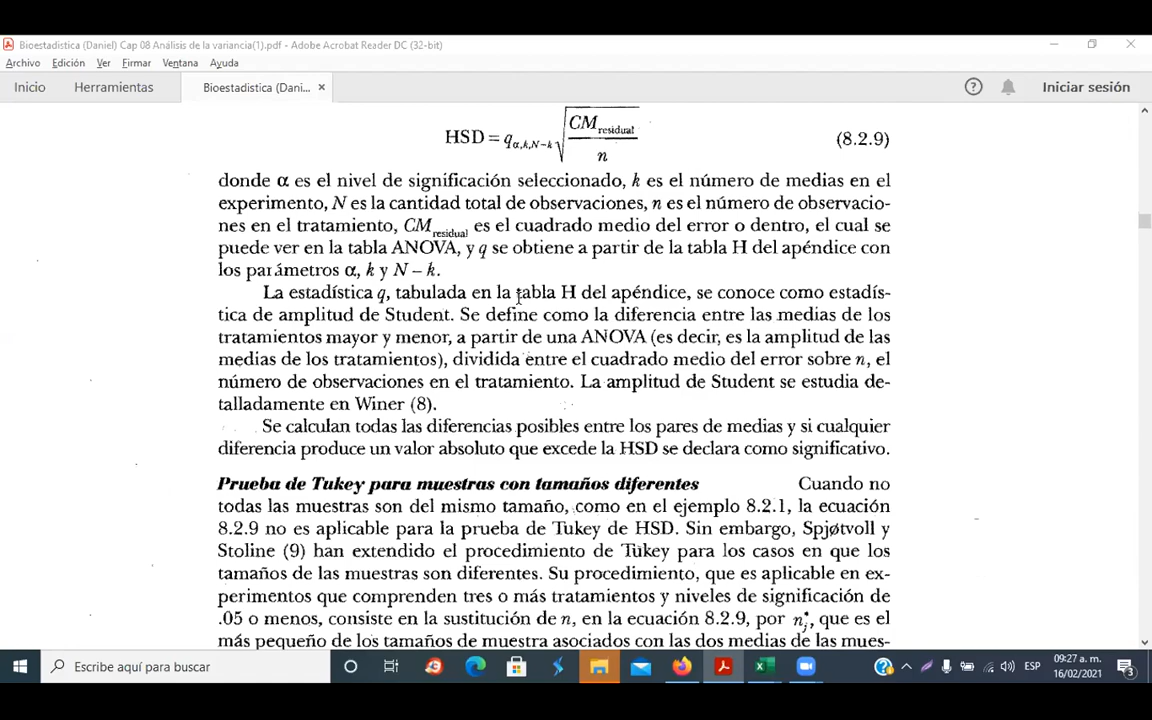 Bioestadistica (Daniel) Cap 08 Análisis de la variancia(1).pdf - Adobe Acrobat Reader DC (32-bit)
Archivo Edición Ver Firmar Ventana Ayuda
Inicio Herramientas Bioestadistica (Dani... × Iniciar sesión
HSD = q α,k,N−k √ CM residual / n (8.2.9)
donde α es el nivel de significación seleccionado, k es el número de medias en el
experimento, N es la cantidad total de observaciones, n es el número de observacio-
nes en el tratamiento, CM residual es el cuadrado medio del error o dentro, el cual se
puede ver en la tabla ANOVA, y q se obtiene a partir de la tabla H del apéndice con
los parámetros α, k y N − k.
La estadística q, tabulada en la tabla H del apéndice, se conoce como estadís-
tica de amplitud de Student. Se define como la diferencia entre las medias de los
tratamientos mayor y menor, a partir de una ANOVA (es decir, es la amplitud de las
medias de los tratamientos), dividida entre el cuadrado medio del error sobre n, el
número de observaciones en el tratamiento. La amplitud de Student se estudia de-
talladamente en Winer (8).
Se calculan todas las diferencias posibles entre los pares de medias y si cualquier
diferencia produce un valor absoluto que excede la HSD se declara como significativo.
Prueba de Tukey para muestras con tamaños diferentes Cuando no
todas las muestras son del mismo tamaño, como en el ejemplo 8.2.1, la ecuación
8.2.9 no es aplicable para la prueba de Tukey de HSD. Sin embargo, Spjøtvoll y
Stoline (9) han extendido el procedimiento de Tukey para los casos en que los
tamaños de las muestras son diferentes. Su procedimiento, que es aplicable en ex-
perimentos que comprenden tres o más tratamientos y niveles de significación de
.05 o menos, consiste en la sustitución de n, en la ecuación 8.2.9, por n*j, que es el
más pequeño de los tamaños de muestra asociados con las dos medias de las mues-
Escribe aquí para buscar ESP 09:27 a. m.
16/02/2021 3